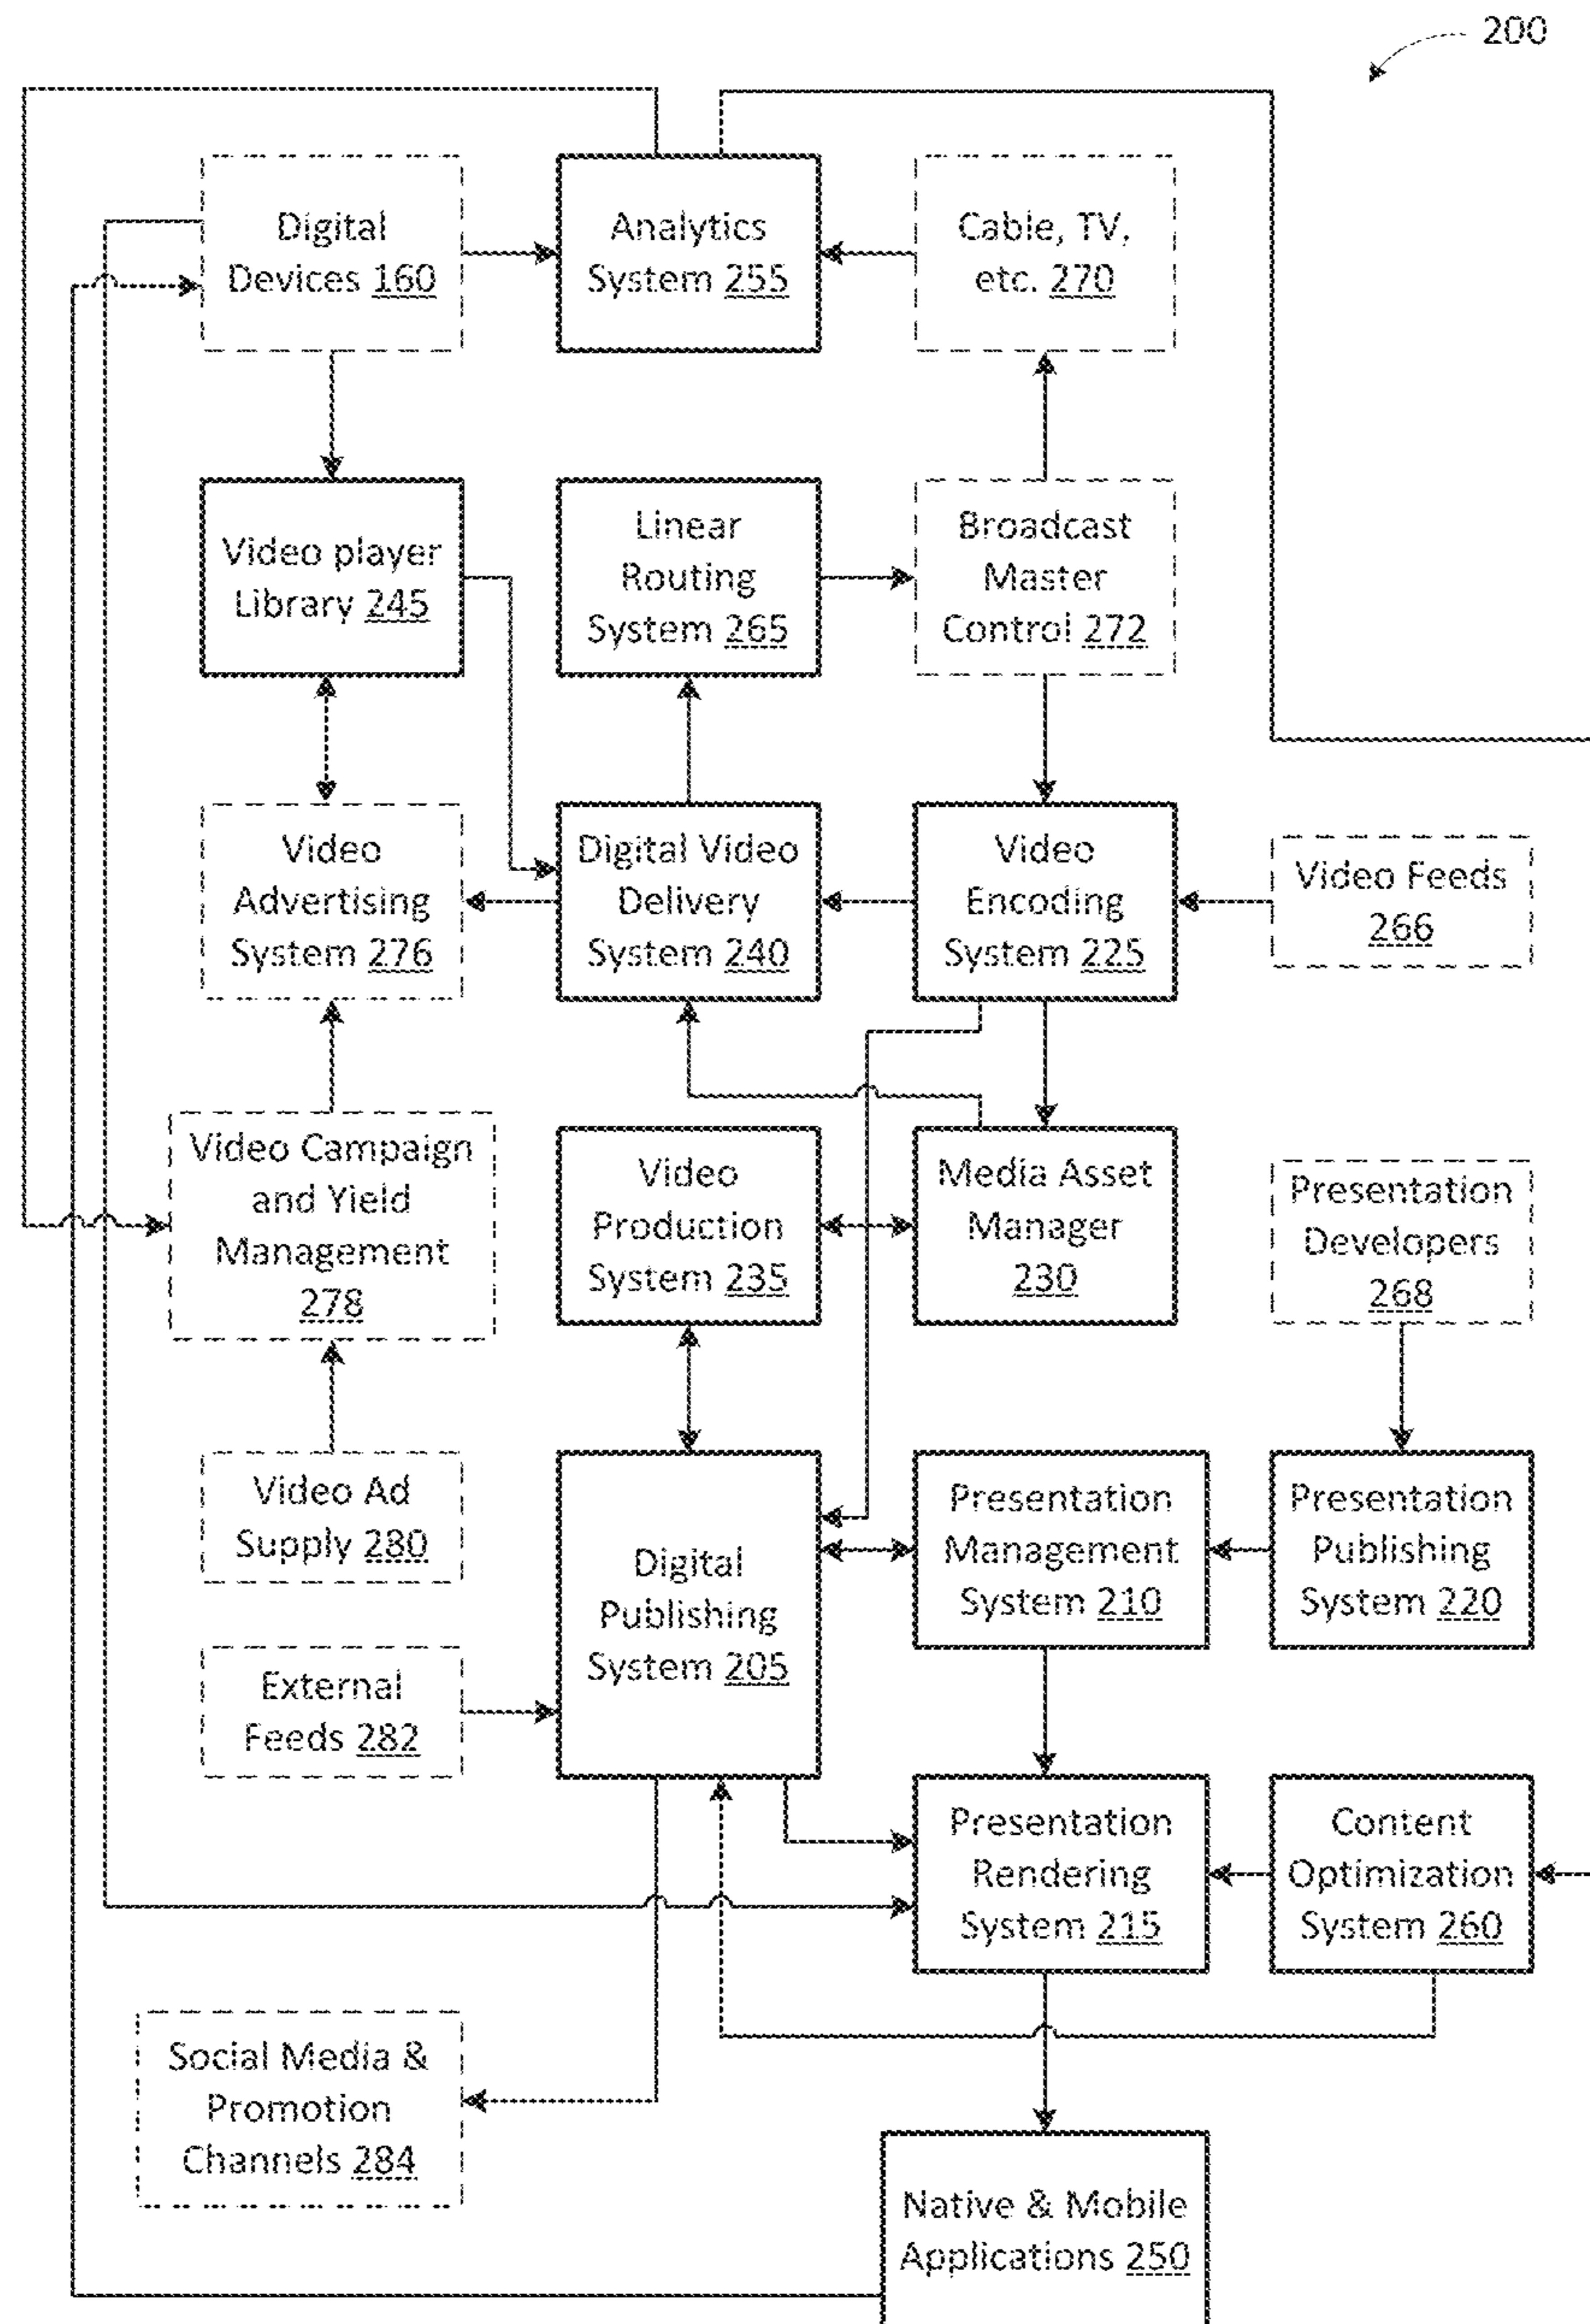 200
Digital
Devices 160
Analytics
System 255
Cable, TV,
etc. 270
Video player
Library 245
Linear
Routing
System 265
Broadcast
Master
Control 272
Video
Advertising
System 276
Digital Video
Delivery
System 240
Video
Encoding
System 225
Video Feeds
266
Video Campaign
and Yield
Management
278
Video
Production
System 235
Media Asset
Manager
230
Presentation
Developers
268
Video Ad
Supply 280
Digital
Publishing
System 205
Presentation
Management
System 210
Presentation
Publishing
System 220
External
Feeds 282
Presentation
Rendering
System 215
Content
Optimization
System 260
Social Media &
Promotion
Channels 284
Native & Mobile
Applications 250